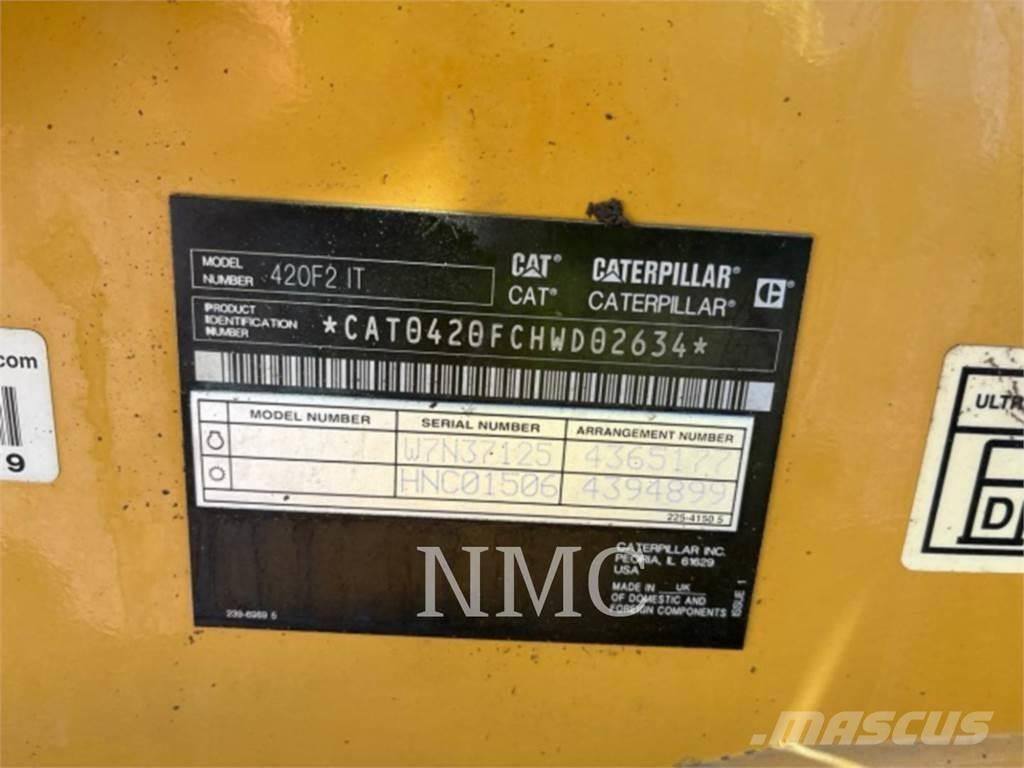 MODEL NUMBER 420F2 IT
CAT® CATERPILLAR®
CAT® CATERPILLAR®
PRODUCT IDENTIFICATION NUMBER *CAT0420FCHWD02634*
MODEL NUMBER SERIAL NUMBER ARRANGEMENT NUMBER
W7N37125 4365177
HNC01506 4394899
225-4150 5
CATERPILLAR INC.
PEORIA, IL 61629
USA
MADE IN UK
OF DOMESTIC AND
FOREIGN COMPONENTS
ISSUE 1
239-6969 5
NMC
.com
9
ULTR
D
MASCUS